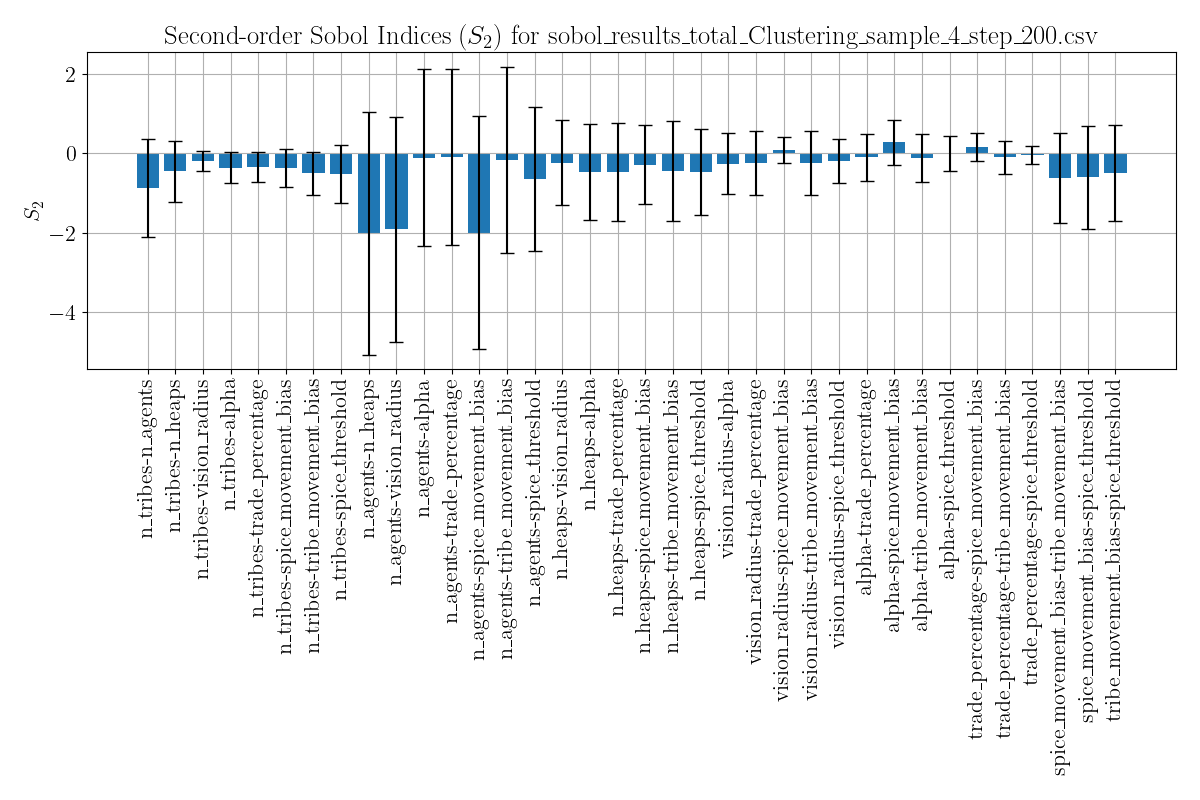 Second-order Sobol Indices (S₂) for sobol_results_total_Clustering_sample_4_step_200.csv
S₂
2
0
−2
−4
n_tribes-n_agents
n_tribes-n_heaps
n_tribes-vision_radius
n_tribes-alpha
n_tribes-trade_percentage
n_tribes-spice_movement_bias
n_tribes-tribe_movement_bias
n_tribes-spice_threshold
n_agents-n_heaps
n_agents-vision_radius
n_agents-alpha
n_agents-trade_percentage
n_agents-spice_movement_bias
n_agents-tribe_movement_bias
n_agents-spice_threshold
n_heaps-vision_radius
n_heaps-alpha
n_heaps-trade_percentage
n_heaps-spice_movement_bias
n_heaps-tribe_movement_bias
n_heaps-spice_threshold
vision_radius-alpha
vision_radius-trade_percentage
vision_radius-spice_movement_bias
vision_radius-tribe_movement_bias
vision_radius-spice_threshold
alpha-trade_percentage
alpha-spice_movement_bias
alpha-tribe_movement_bias
alpha-spice_threshold
trade_percentage-spice_movement_bias
trade_percentage-tribe_movement_bias
trade_percentage-spice_threshold
spice_movement_bias-tribe_movement_bias
spice_movement_bias-spice_threshold
tribe_movement_bias-spice_threshold